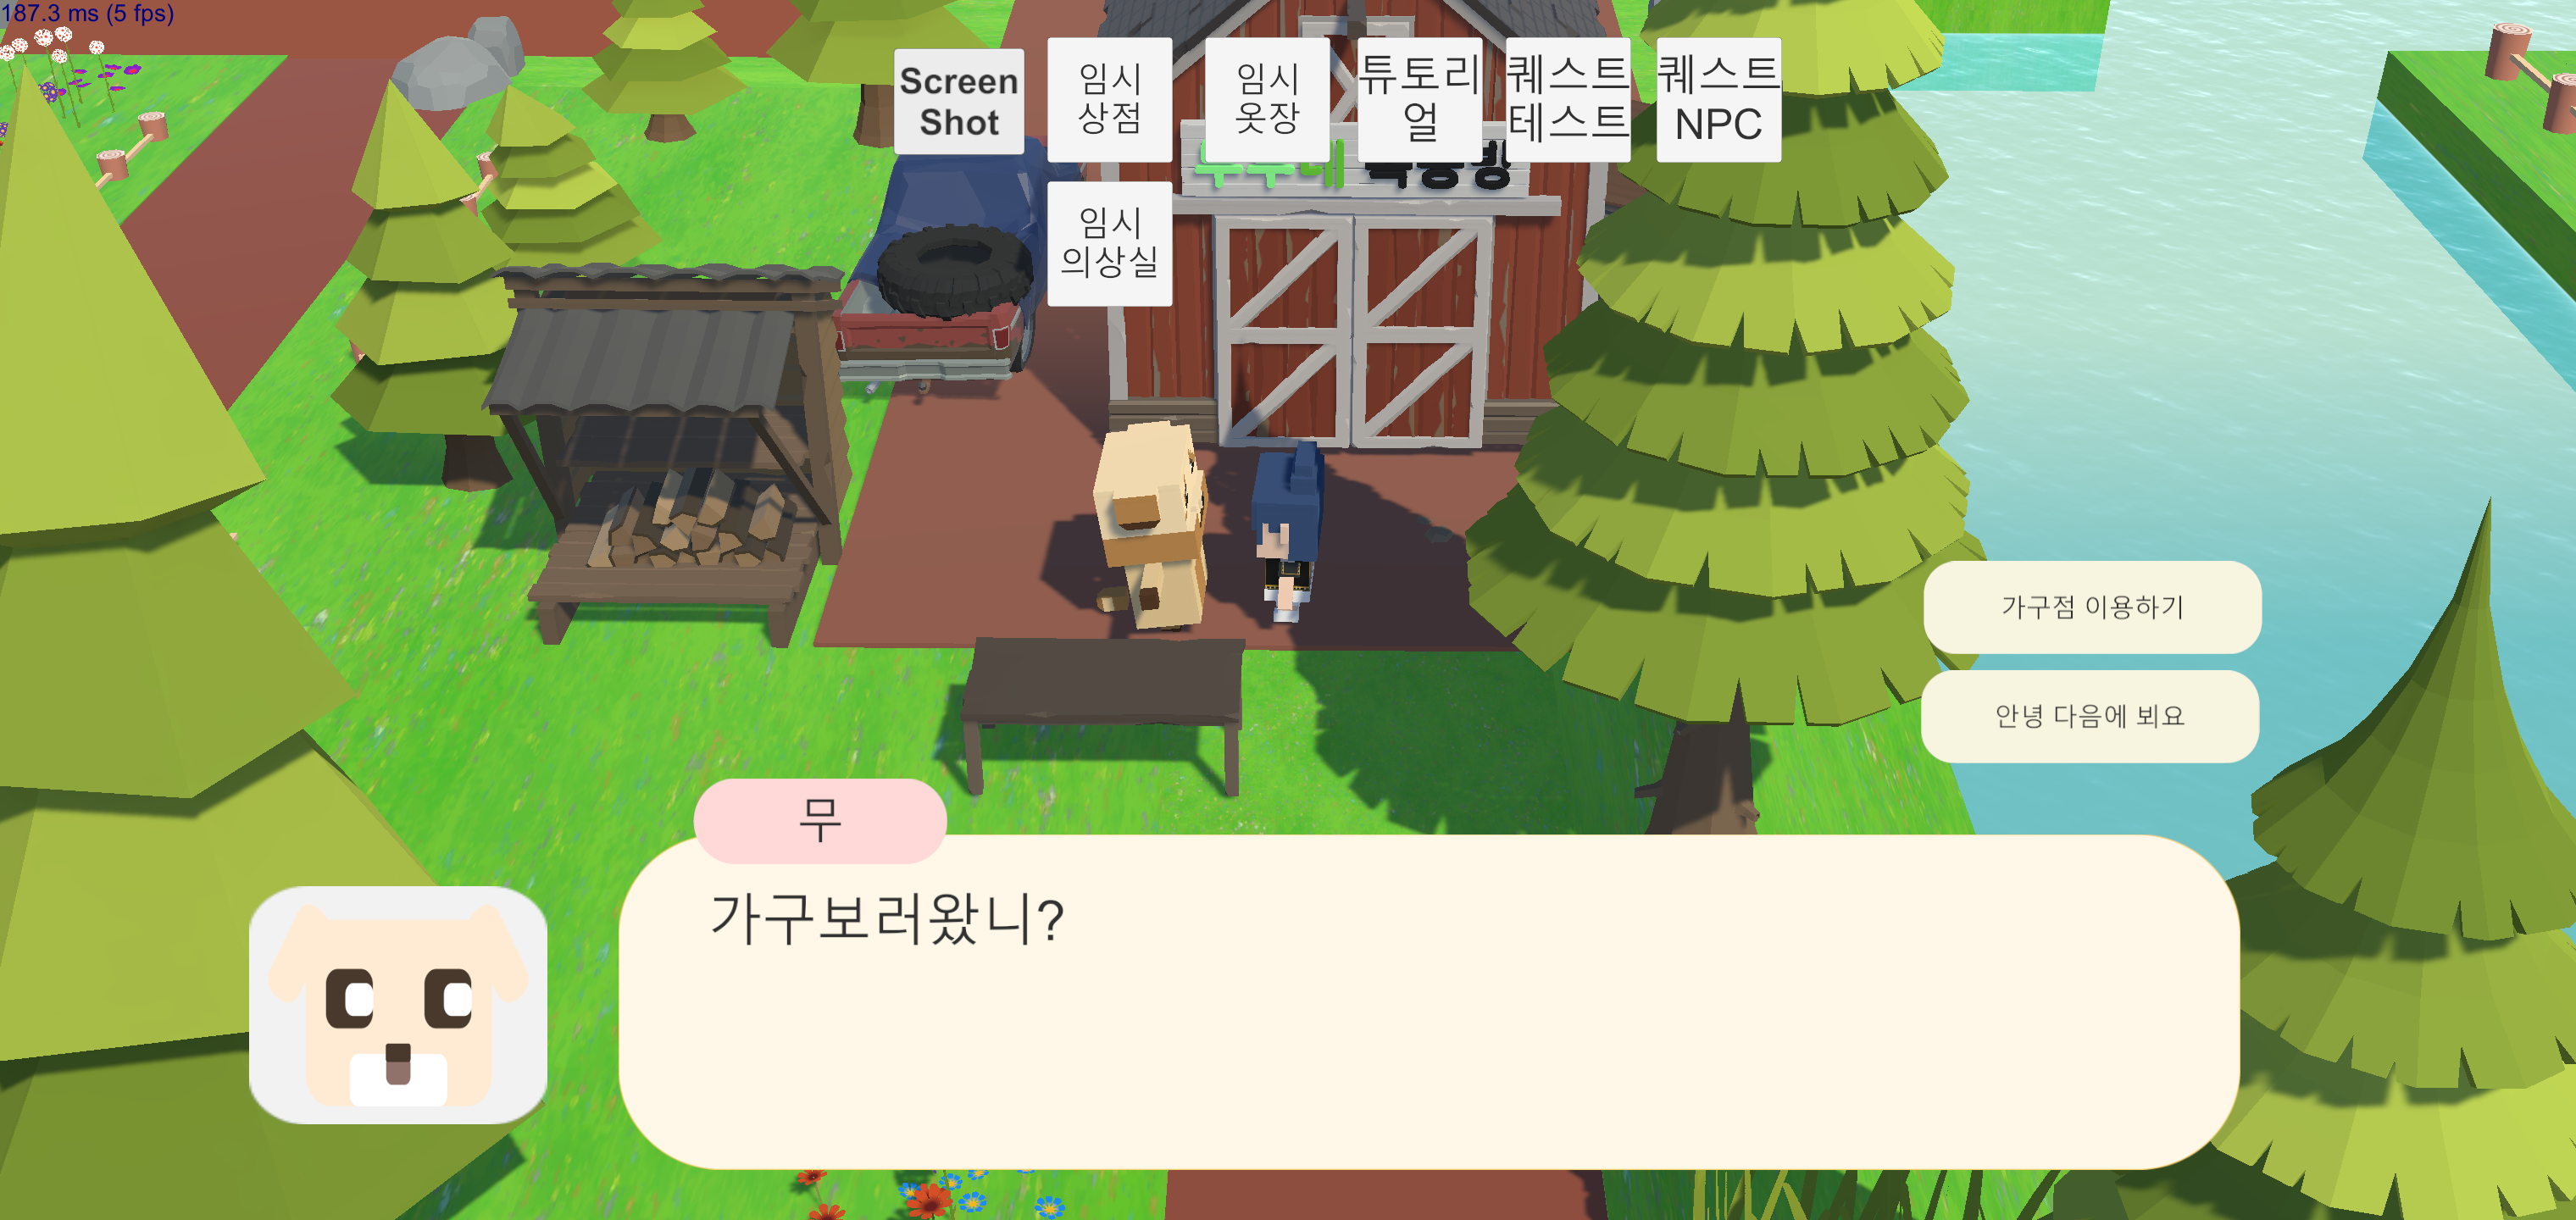 187.3 ms (5 fps)
Screen
Shot
임시
상점
임시
옷장
튜토리
얼
퀘스트
테스트
퀘스트
NPC
임시
의상실
가구점 이용하기
안녕 다음에 뵈요
무
가구보러왔니?